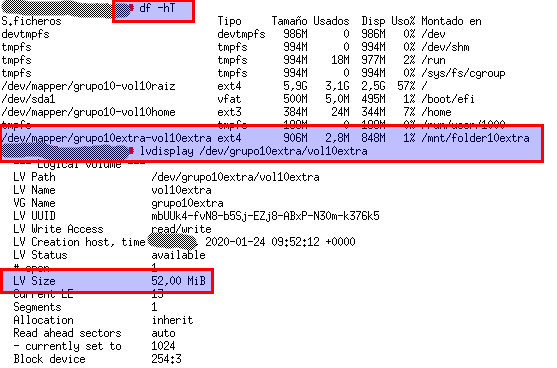 # df -hT
S.ficheros Tipo Tamaño Usados Disp Uso% Montado en
devtmpfs devtmpfs 986M 0 986M 0% /dev
tmpfs tmpfs 994M 0 994M 0% /dev/shm
tmpfs tmpfs 994M 18M 977M 2% /run
tmpfs tmpfs 994M 0 994M 0% /sys/fs/cgroup
/dev/mapper/grupo10-vol10raiz ext4 5,9G 3,1G 2,5G 57% /
/dev/sda1 vfat 500M 5,0M 495M 1% /boot/efi
/dev/mapper/grupo10-vol10home ext3 384M 24M 344M 7% /home
tmpfs tmpfs 199M 0 199M 0% /run/user/1000
/dev/mapper/grupo10extra-vol10extra ext4 906M 2,8M 848M 1% /mnt/folder10extra
# lvdisplay /dev/grupo10extra/vol10extra
--- Logical volume ---
LV Path /dev/grupo10extra/vol10extra
LV Name vol10extra
VG Name grupo10extra
LV UUID mbUUk4-fvN8-b5Sj-EZj8-ABxP-N30m-k376k5
LV Write Access read/write
LV Creation host, time , 2020-01-24 09:52:12 +0000
LV Status available
# open 1
LV Size 52,00 MiB
Current LE 13
Segments 1
Allocation inherit
Read ahead sectors auto
- currently set to 1024
Block device 254:3